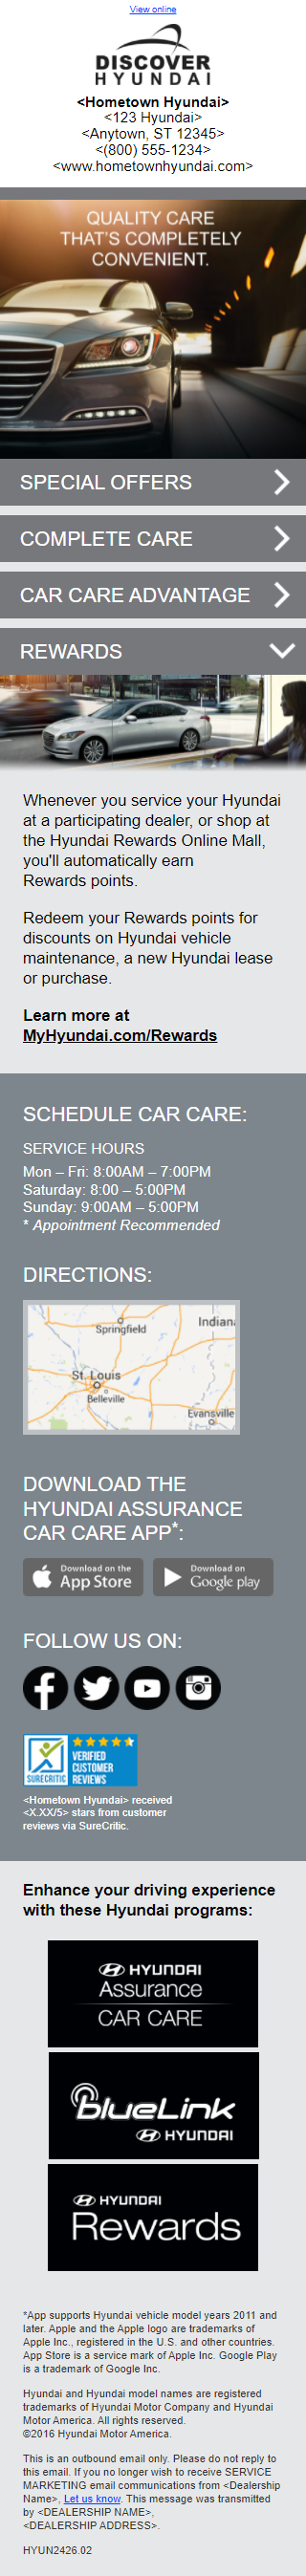 View online
DISCOVER
HYUNDAI
<Hometown Hyundai>
<123 Hyundai>
<Anytown, ST 12345>
<(800) 555-1234>
<www.hometownhyundai.com>
QUALITY CARE
THAT'S COMPLETELY
CONVENIENT.
SPECIAL OFFERS
COMPLETE CARE
CAR CARE ADVANTAGE
REWARDS
Whenever you service your Hyundai
at a participating dealer, or shop at
the Hyundai Rewards Online Mall,
you'll automatically earn
Rewards points.
Redeem your Rewards points for
discounts on Hyundai vehicle
maintenance, a new Hyundai lease
or purchase.
Learn more at
MyHyundai.com/Rewards
SCHEDULE CAR CARE:
SERVICE HOURS
Mon – Fri: 8:00AM – 7:00PM
Saturday: 8:00 – 5:00PM
Sunday: 9:00AM – 5:00PM
* Appointment Recommended
DIRECTIONS:
Indiana
Springfield
St. Louis
Belleville
Evansville
DOWNLOAD THE
HYUNDAI ASSURANCE
CAR CARE APP*:
Download on the
App Store
Download on
Google play
FOLLOW US ON:
SURECRITIC
VERIFIED
CUSTOMER
REVIEWS
<Hometown Hyundai> received
<X.XX/5> stars from customer
reviews via SureCritic.
Enhance your driving experience
with these Hyundai programs:
HYUNDAI
Assurance
CAR CARE
blueLink
HYUNDAI
HYUNDAI
Rewards
*App supports Hyundai vehicle model years 2011 and
later. Apple and the Apple logo are trademarks of
Apple Inc., registered in the U.S. and other countries.
App Store is a service mark of Apple Inc. Google Play
is a trademark of Google Inc.
Hyundai and Hyundai model names are registered
trademarks of Hyundai Motor Company and Hyundai
Motor America. All rights reserved.
©2016 Hyundai Motor America.
This is an outbound email only. Please do not reply to
this email. If you no longer wish to receive SERVICE
MARKETING email communications from <Dealership
Name>, Let us know. This message was transmitted
by <DEALERSHIP NAME>,
<DEALERSHIP ADDRESS>.
HYUN2426.02